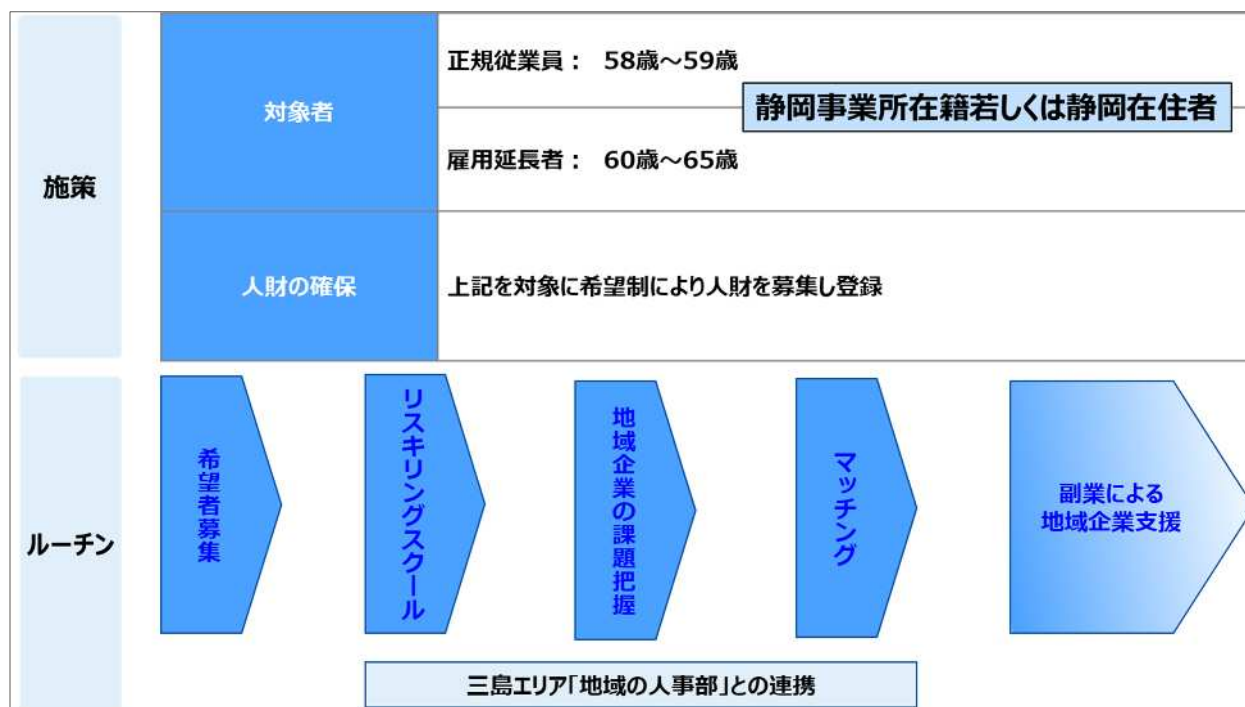 施策
対象者
正規従業員： 58歳～59歳
静岡事業所在籍若しくは静岡在住者
雇用延長者： 60歳～65歳
人財の確保
上記を対象に希望制により人財を募集し登録
ルーチン
希望者募集
リスキリングスクール
地域企業の課題把握
マッチング
副業による
地域企業支援
三島エリア「地域の人事部」との連携